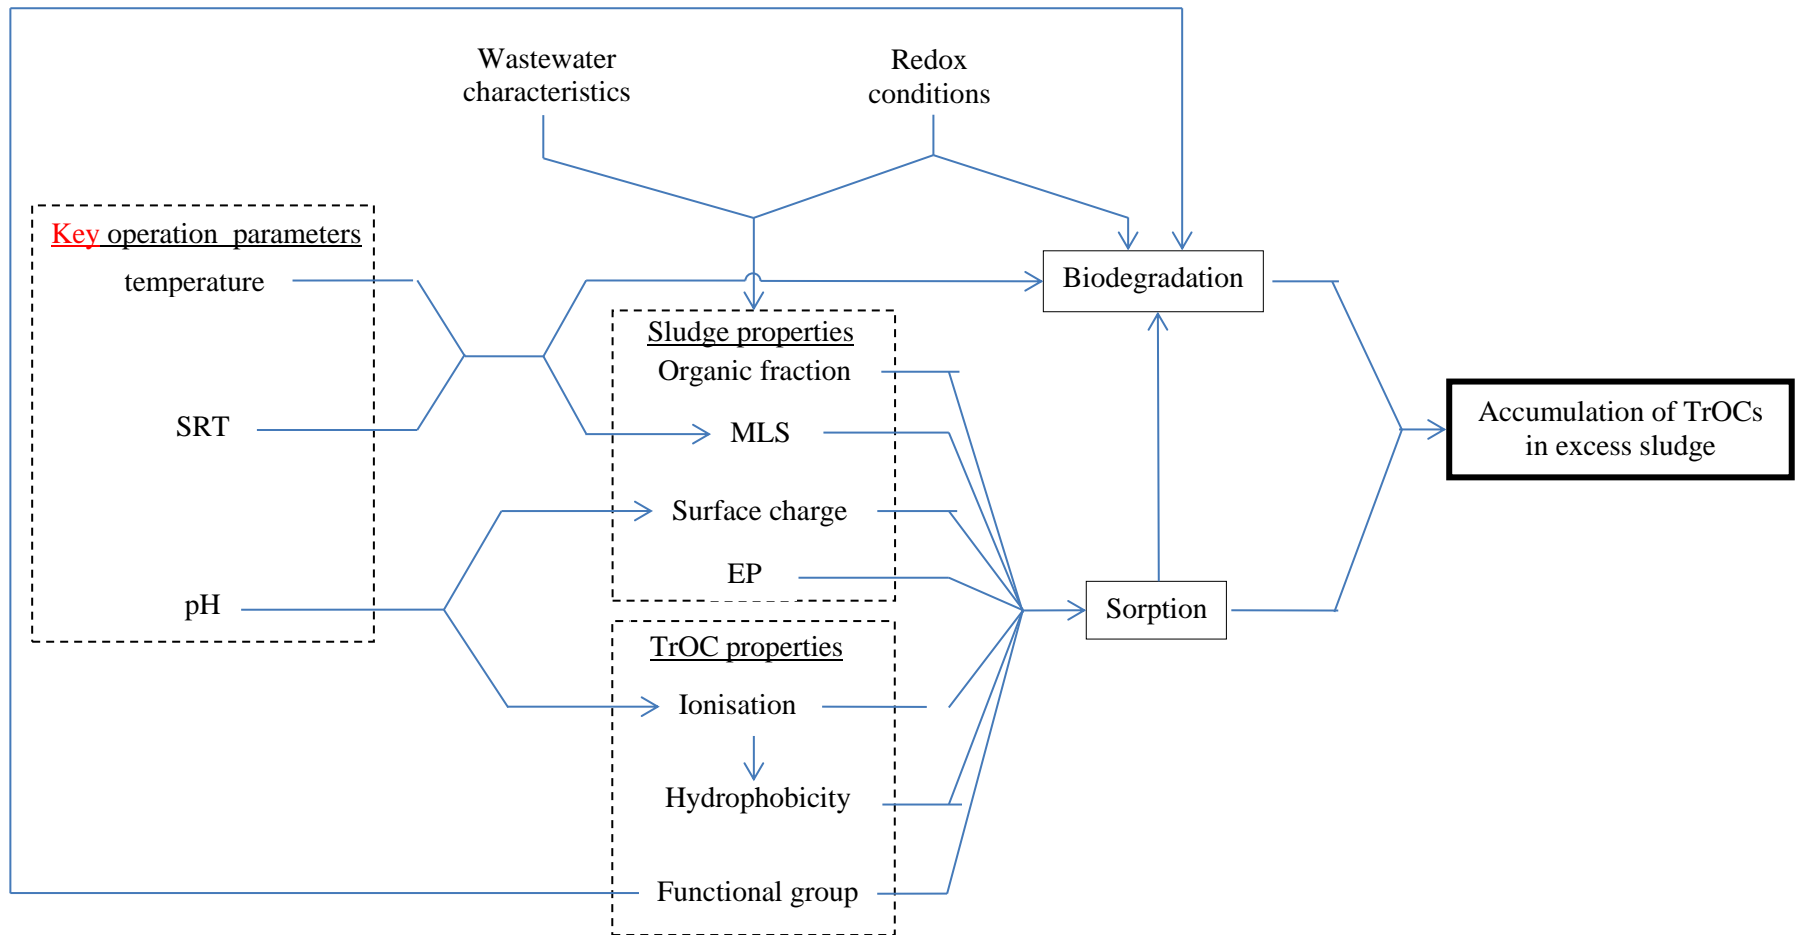 Wastewater
characteristics
Redox
conditions
Key operation parameters
temperature
SRT
pH
Sludge properties
Organic fraction
MLS
Surface charge
EP
TrOC properties
Ionisation
Hydrophobicity
Functional group
Biodegradation
Sorption
Accumulation of TrOCs
in excess sludge